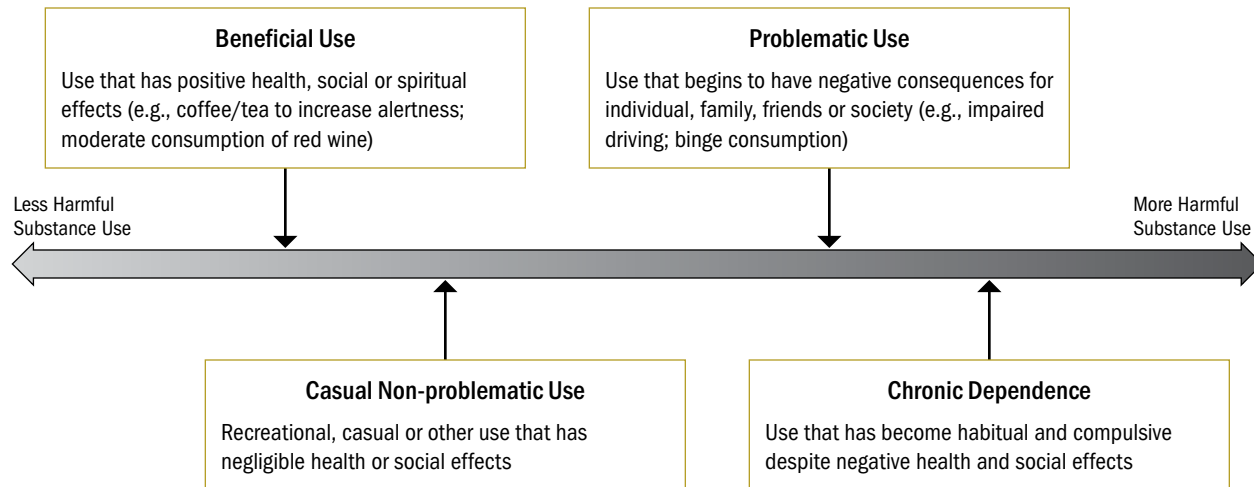 Beneficial Use
Use that has positive health, social or spiritual
effects (e.g., coffee/tea to increase alertness;
moderate consumption of red wine)
Problematic Use
Use that begins to have negative consequences for
individual, family, friends or society (e.g., impaired
driving; binge consumption)
Less Harmful
Substance Use
More Harmful
Substance Use
Casual Non-problematic Use
Recreational, casual or other use that has
negligible health or social effects
Chronic Dependence
Use that has become habitual and compulsive
despite negative health and social effects